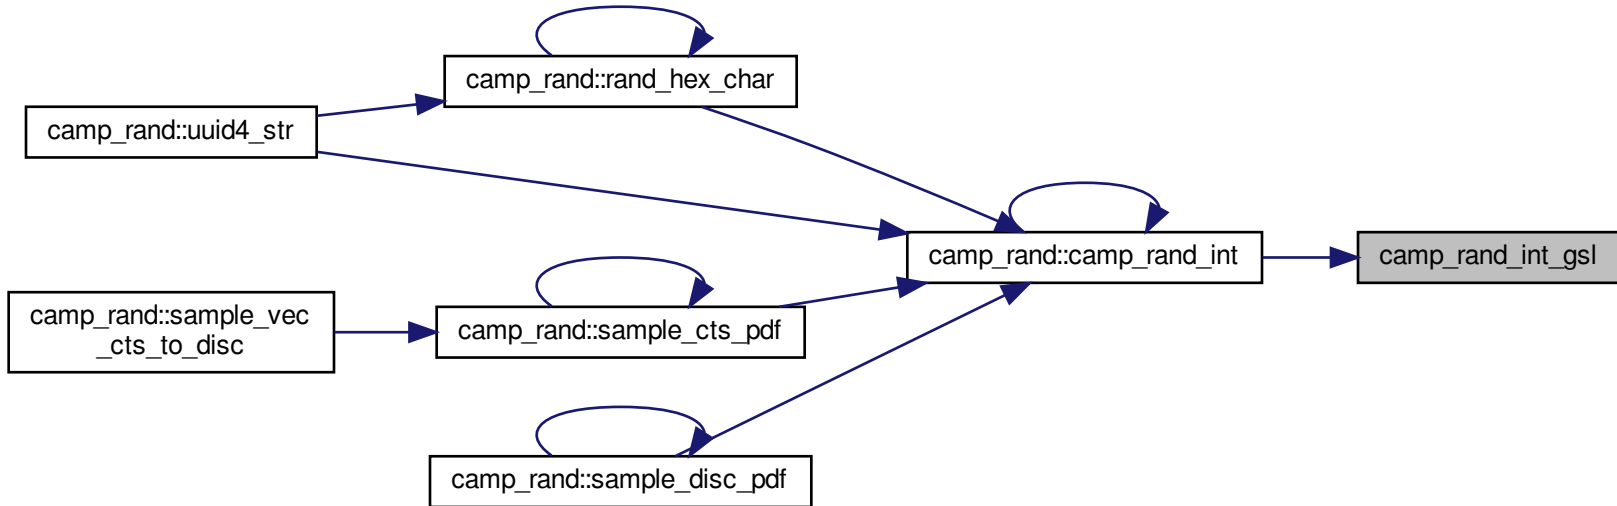 camp_rand::rand_hex_char
camp_rand::uuid4_str
camp_rand::camp_rand_int
camp_rand_int_gsl
camp_rand::sample_vec
_cts_to_disc
camp_rand::sample_cts_pdf
camp_rand::sample_disc_pdf